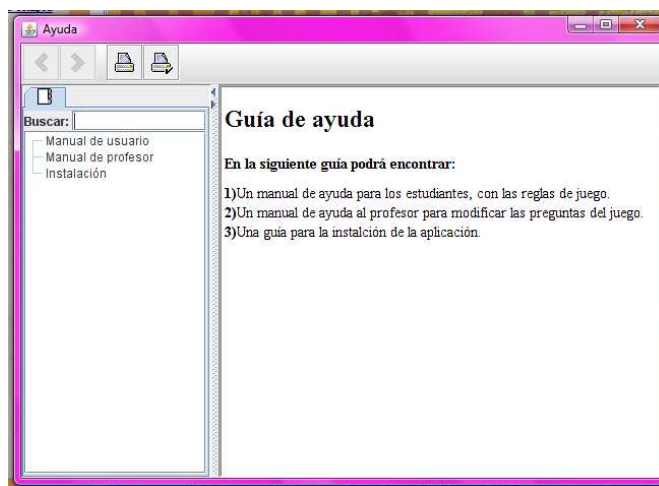 Ayuda
Buscar:
Manual de usuario
Manual de profesor
Instalación
Guía de ayuda
En la siguiente guía podrá encontrar:
1)Un manual de ayuda para los estudiantes, con las reglas de juego.
2)Un manual de ayuda al profesor para modificar las preguntas del juego.
3)Una guía para la instalción de la aplicación.